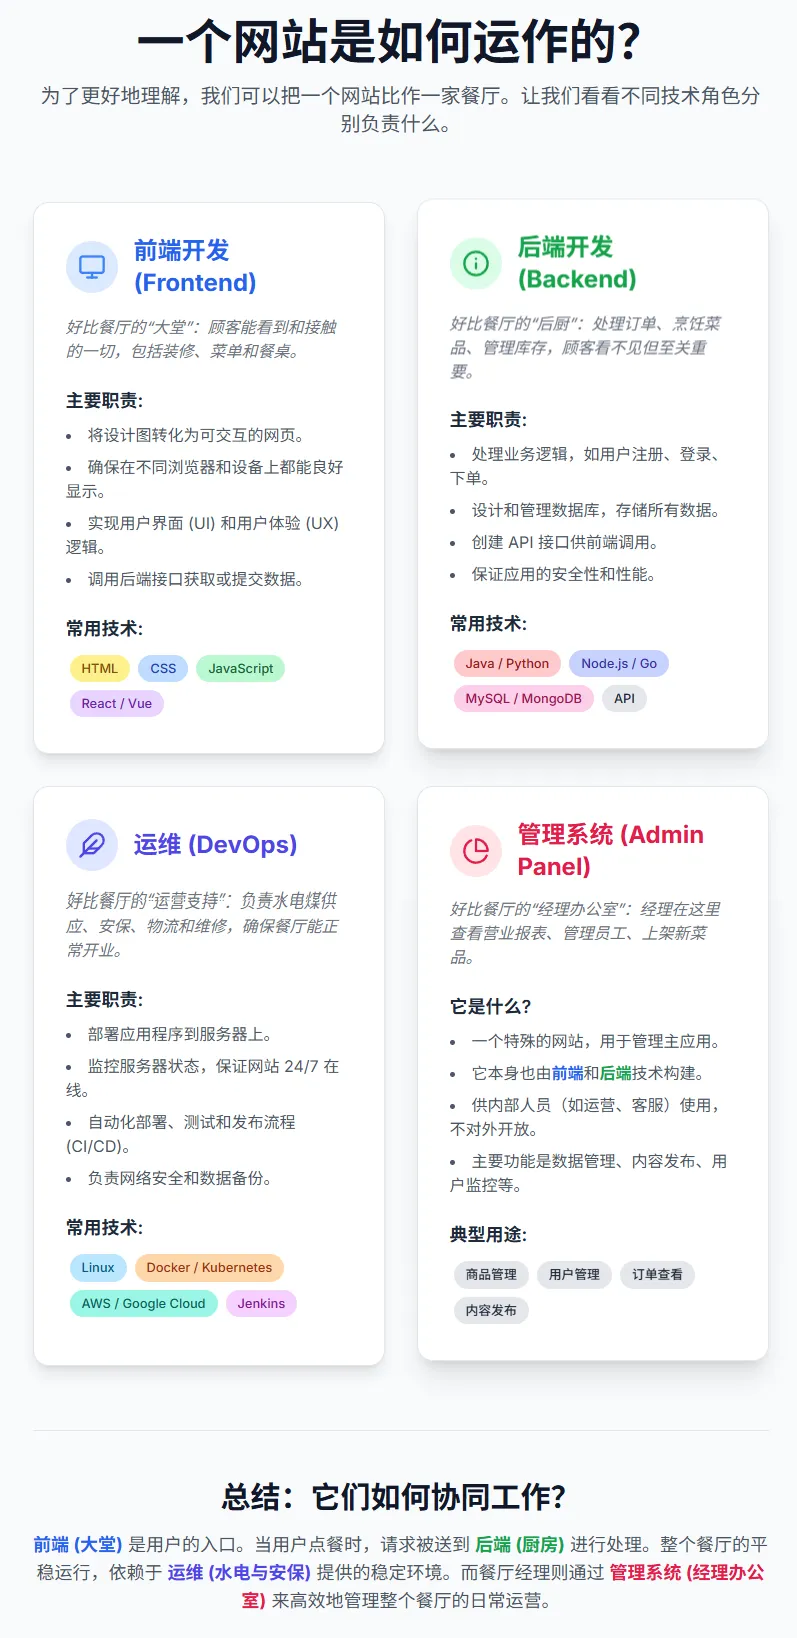 一个网站是如何运作的?
为了更好地理解，我们可以把一个网站比作一家餐厅。让我们看看不同技术角色分
别负责什么。
前端开发
(Frontend)
好比餐厅的“大堂”：顾客能看到和接触
的一切，包括装修、菜单和餐桌。
主要职责:
• 将设计图转化为可交互的网页。
• 确保在不同浏览器和设备上都能良好
显示。
• 实现用户界面 (UI) 和用户体验 (UX)
逻辑。
• 调用后端接口获取或提交数据。
常用技术:
HTML CSS JavaScript
React / Vue
后端开发
(Backend)
好比餐厅的“后厨”：处理订单、烹饪菜
品、管理库存，顾客看不见但至关重
要。
主要职责:
• 处理业务逻辑，如用户注册、登录、
下单。
• 设计和管理数据库，存储所有数据。
• 创建 API 接口供前端调用。
• 保证应用的安全性和性能。
常用技术:
Java / Python Node.js / Go
MySQL / MongoDB API
运维 (DevOps)
好比餐厅的“运营支持”：负责水电煤供
应、安保、物流和维修，确保餐厅能正
常开业。
主要职责:
• 部署应用程序到服务器上。
• 监控服务器状态，保证网站 24/7 在
线。
• 自动化部署、测试和发布流程
(CI/CD)。
• 负责网络安全和数据备份。
常用技术:
Linux Docker / Kubernetes
AWS / Google Cloud Jenkins
管理系统 (Admin
Panel)
好比餐厅的“经理办公室”：经理在这里
查看营业报表、管理员工、上架新菜
品。
它是什么?
• 一个特殊的网站，用于管理主应用。
• 它本身也由前端和后端技术构建。
• 供内部人员（如运营、客服）使用，
不对外开放。
• 主要功能是数据管理、内容发布、用
户监控等。
典型用途:
商品管理 用户管理 订单查看
内容发布
总结：它们如何协同工作?
前端 (大堂) 是用户的入口。当用户点餐时，请求被送到 后端 (厨房) 进行处理。整个餐厅的平
稳运行，依赖于 运维 (水电与安保) 提供的稳定环境。而餐厅经理则通过 管理系统 (经理办公
室) 来高效地管理整个餐厅的日常运营。